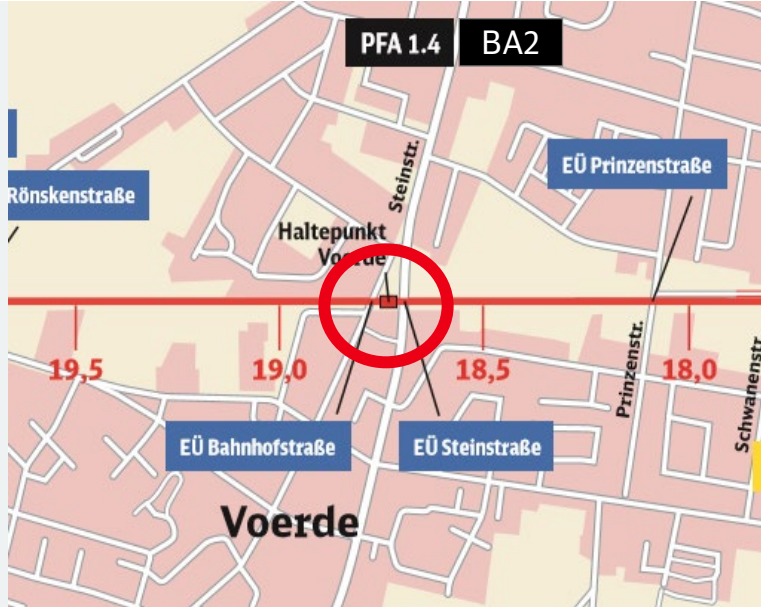 PFA 1.4
BA2
Steinstr.
EÜ Prinzenstraße
Rönskenstraße
Haltepunkt
Voerde
19,5
19,0
18,5
18,0
Prinzenstr.
Schwanenstr
EÜ Bahnhofstraße
EÜ Steinstraße
Voerde